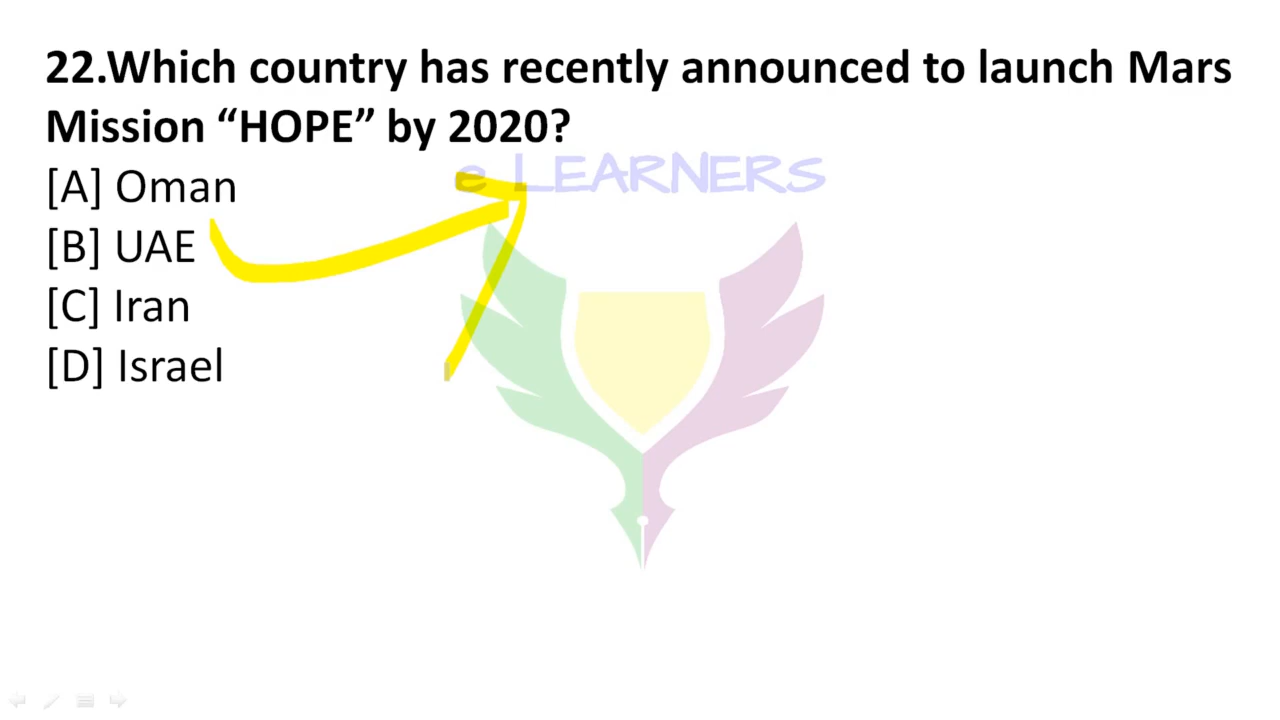 22.Which country has recently announced to launch Mars
Mission “HOPE” by 2020?
e LEARNERS
[A] Oman
[B] UAE
[C] Iran
[D] Israel